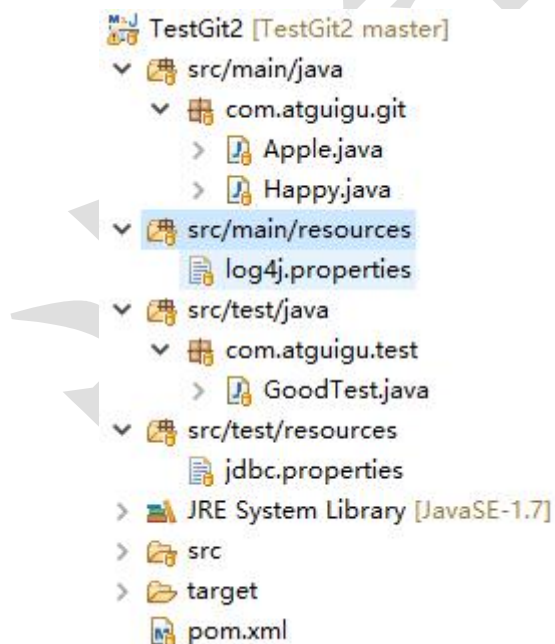 TestGit2 [TestGit2 master]
src/main/java
com.atguigu.git
Apple.java
Happy.java
src/main/resources
log4j.properties
src/test/java
com.atguigu.test
GoodTest.java
src/test/resources
jdbc.properties
JRE System Library [JavaSE-1.7]
src
target
pom.xml